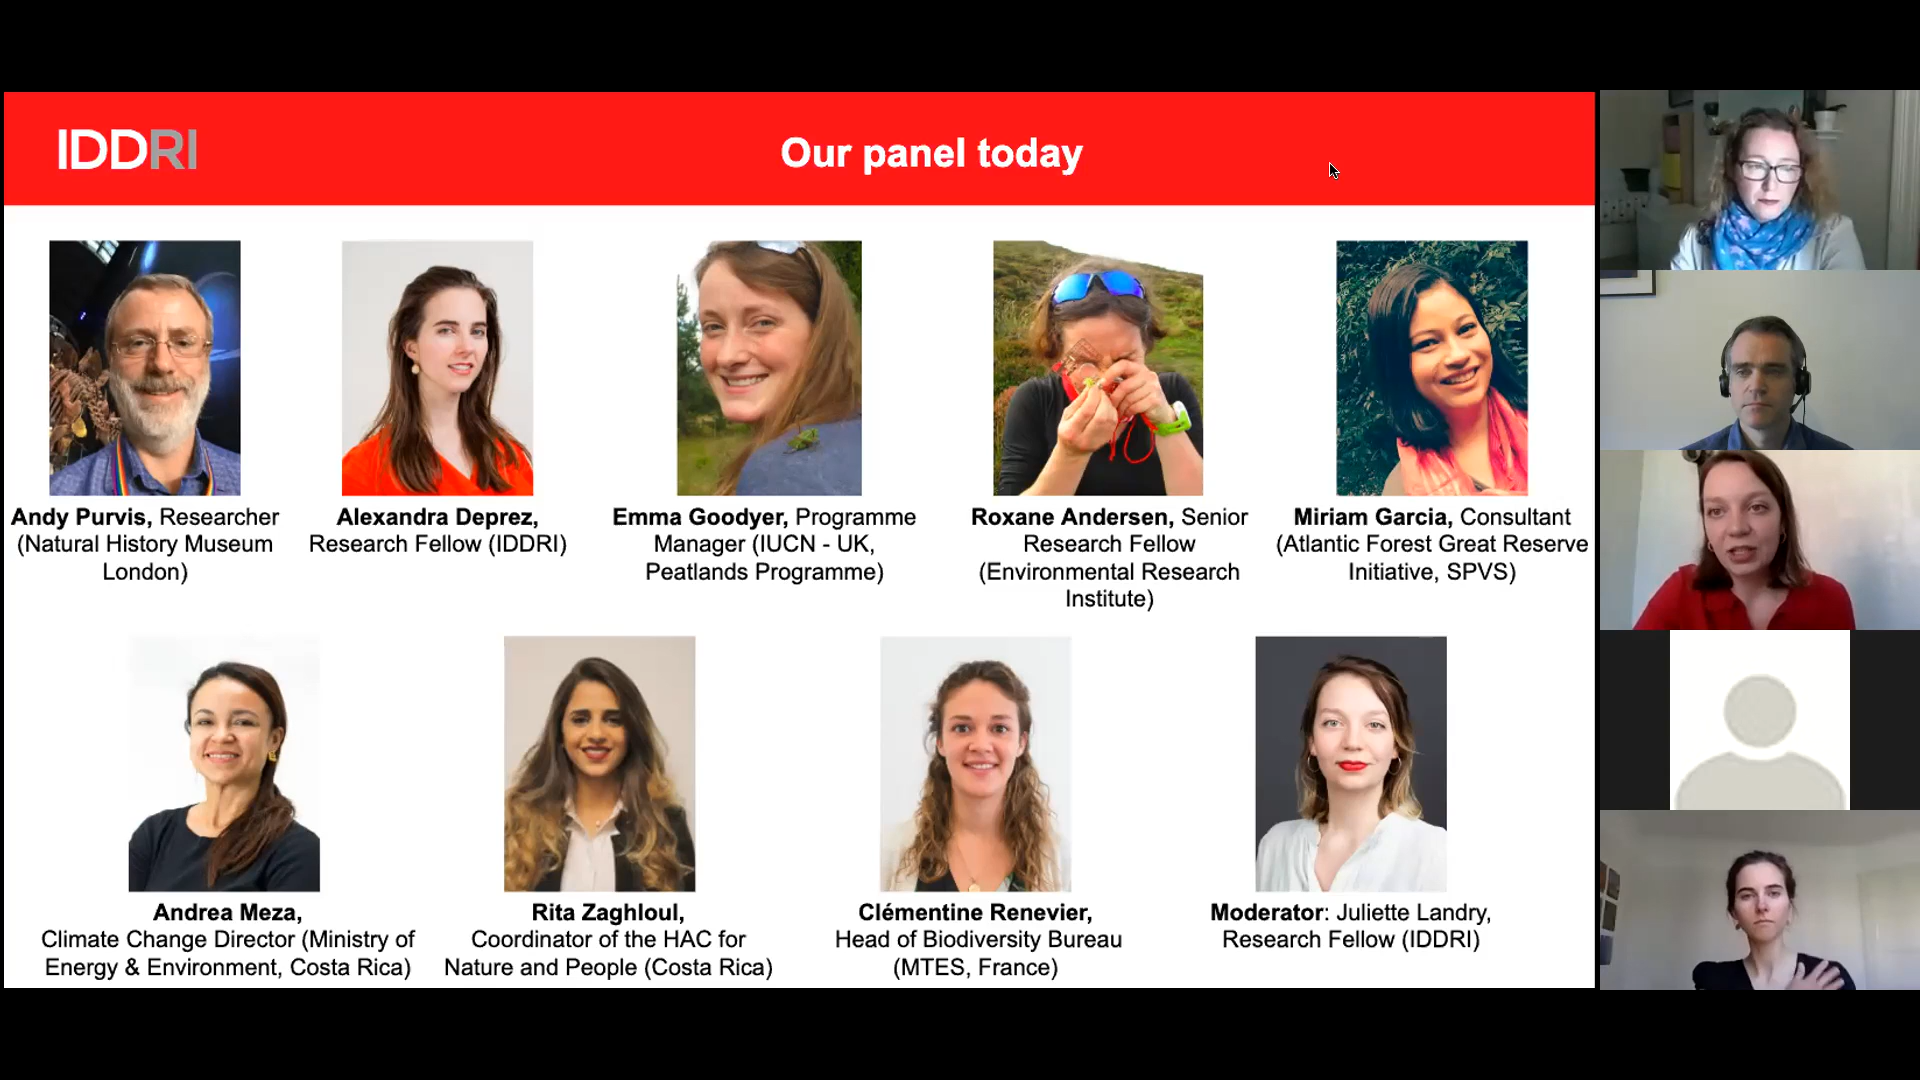 IDDRI
Our panel today
Andy Purvis, Researcher
(Natural History Museum
London)
Alexandra Deprez,
Research Fellow (IDDRI)
Emma Goodyer, Programme
Manager (IUCN - UK,
Peatlands Programme)
Roxane Andersen, Senior
Research Fellow
(Environmental Research
Institute)
Miriam Garcia, Consultant
(Atlantic Forest Great Reserve
Initiative, SPVS)
Andrea Meza,
Climate Change Director (Ministry of
Energy & Environment, Costa Rica)
Rita Zaghloul,
Coordinator of the HAC for
Nature and People (Costa Rica)
Clémentine Renevier,
Head of Biodiversity Bureau
(MTES, France)
Moderator: Juliette Landry,
Research Fellow (IDDRI)